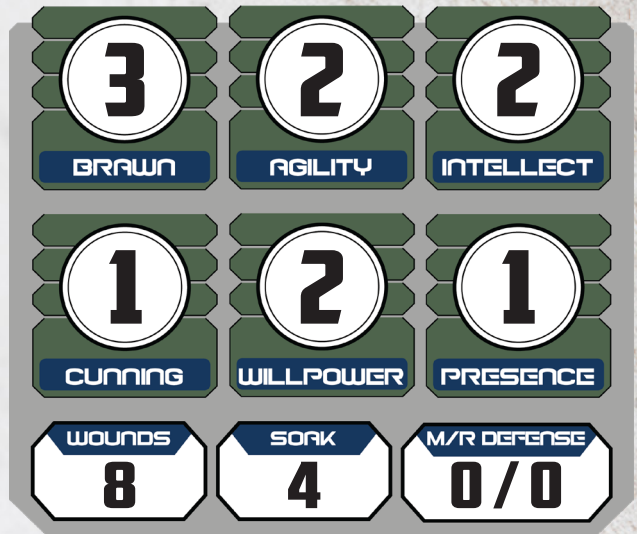 3 2 2
BRAWN AGILITY INTELLECT
1 2 1
CUNNING WILLPOWER PRESENCE
WOUNDS SOAK M/R DEFENSE
8 4 0/0